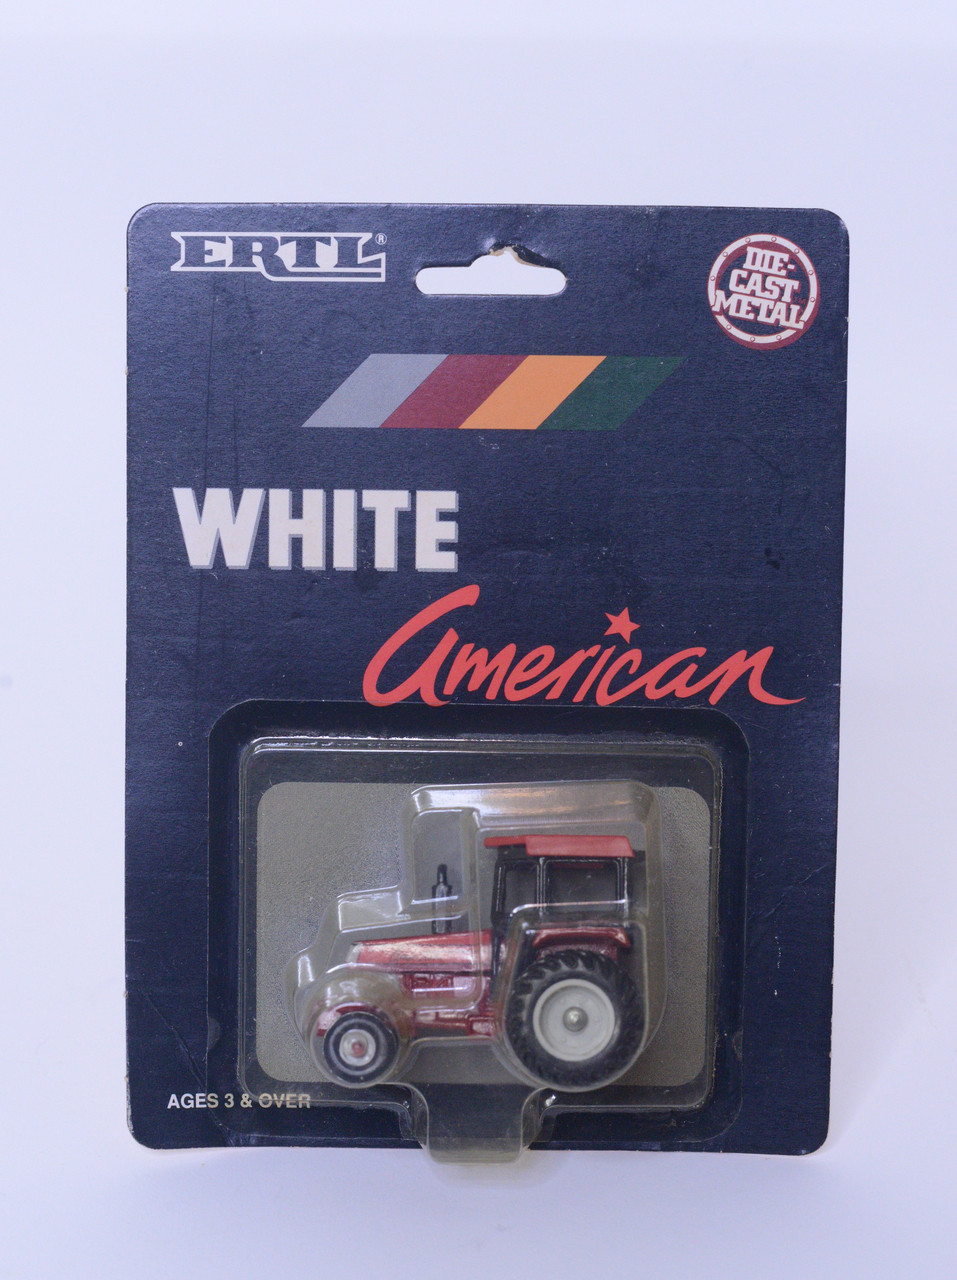 ERTL®
DIE-
CAST
METAL
WHITE
American
AGES 3 & OVER